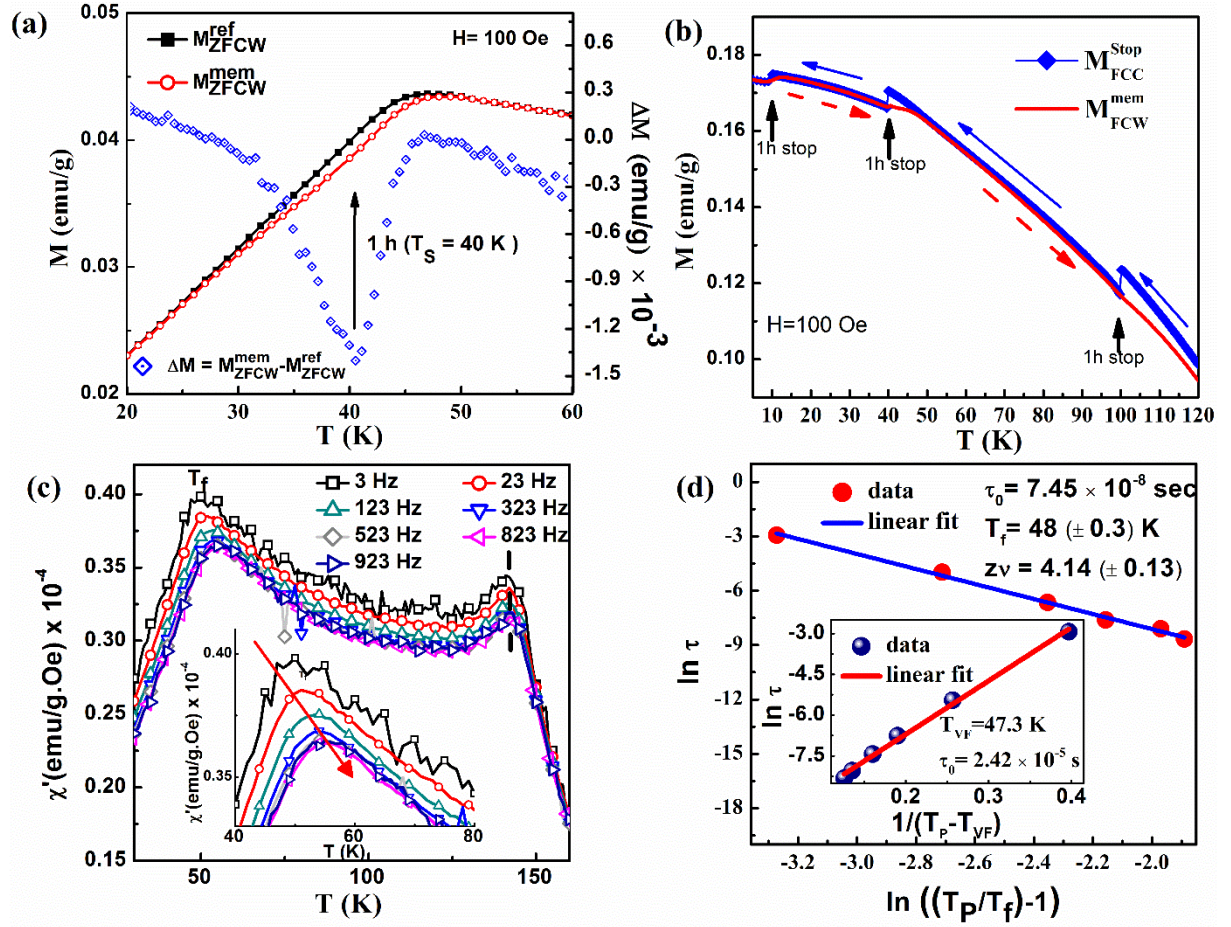 (a)
M^ref_ZFCW
M^mem_ZFCW
H= 100 Oe
1 h (T_S = 40 K)
ΔM = M^mem_ZFCW-M^ref_ZFCW
0.05
0.04
0.03
0.02
M (emu/g)
20 30 40 50 60
T (K)
0.6
0.3
0.0
-0.3
-0.6
-0.9
-1.2
-1.5
ΔM (emu/g) × 10^-3
(b)
M^Stop_FCC
M^mem_FCW
1h stop
1h stop
1h stop
H=100 Oe
0.18
0.16
0.14
0.12
0.10
M (emu/g)
10 20 30 40 50 60 70 80 90 100 110 120
T (K)
(c)
T_f
3 Hz 23 Hz
123 Hz 323 Hz
523 Hz 823 Hz
923 Hz
0.40
0.35
0.30
0.25
0.20
0.15
χ'(emu/g.Oe) x 10^-4
50 100 150
T (K)
0.40
0.35
χ'(emu/g.Oe) x 10^-4
40 60 80
T (K)
(d)
data
linear fit
τ_0= 7.45 × 10^-8 sec
T_f= 48 (± 0.3) K
zν = 4.14 (± 0.13)
0
-3
-6
-9
-12
-15
-18
ln τ
-3.2 -3.0 -2.8 -2.6 -2.4 -2.2 -2.0
ln ((T_P/T_f)-1)
data
linear fit
T_VF=47.3 K
τ_0= 2.42 × 10^-5 s
-3.0
-4.5
-6.0
-7.5
ln τ
0.2 0.3 0.4
1/(T_P-T_VF)